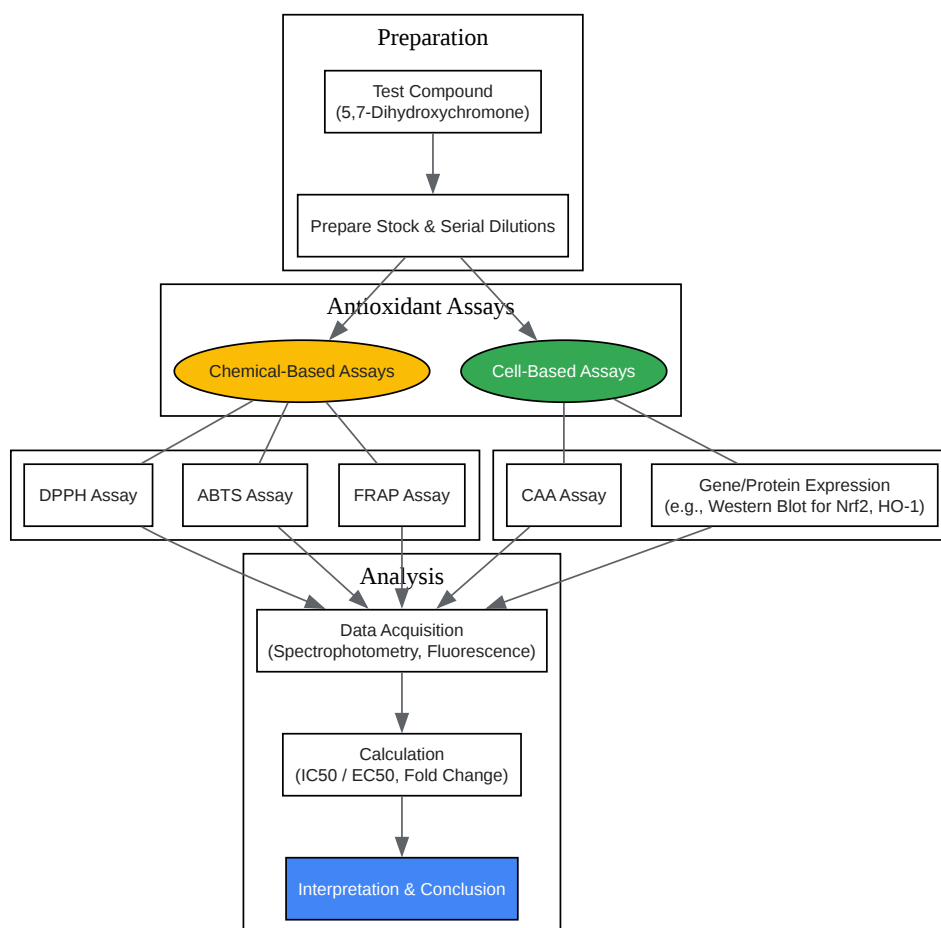 Preparation
Test Compound
(5,7-Dihydroxychromone)
Prepare Stock & Serial Dilutions
Antioxidant Assays
Chemical-Based Assays
Cell-Based Assays
DPPH Assay
ABTS Assay
FRAP Assay
CAA Assay
Gene/Protein Expression
(e.g., Western Blot for Nrf2, HO-1)
Analysis
Data Acquisition
(Spectrophotometry, Fluorescence)
Calculation
(IC50 / EC50, Fold Change)
Interpretation & Conclusion